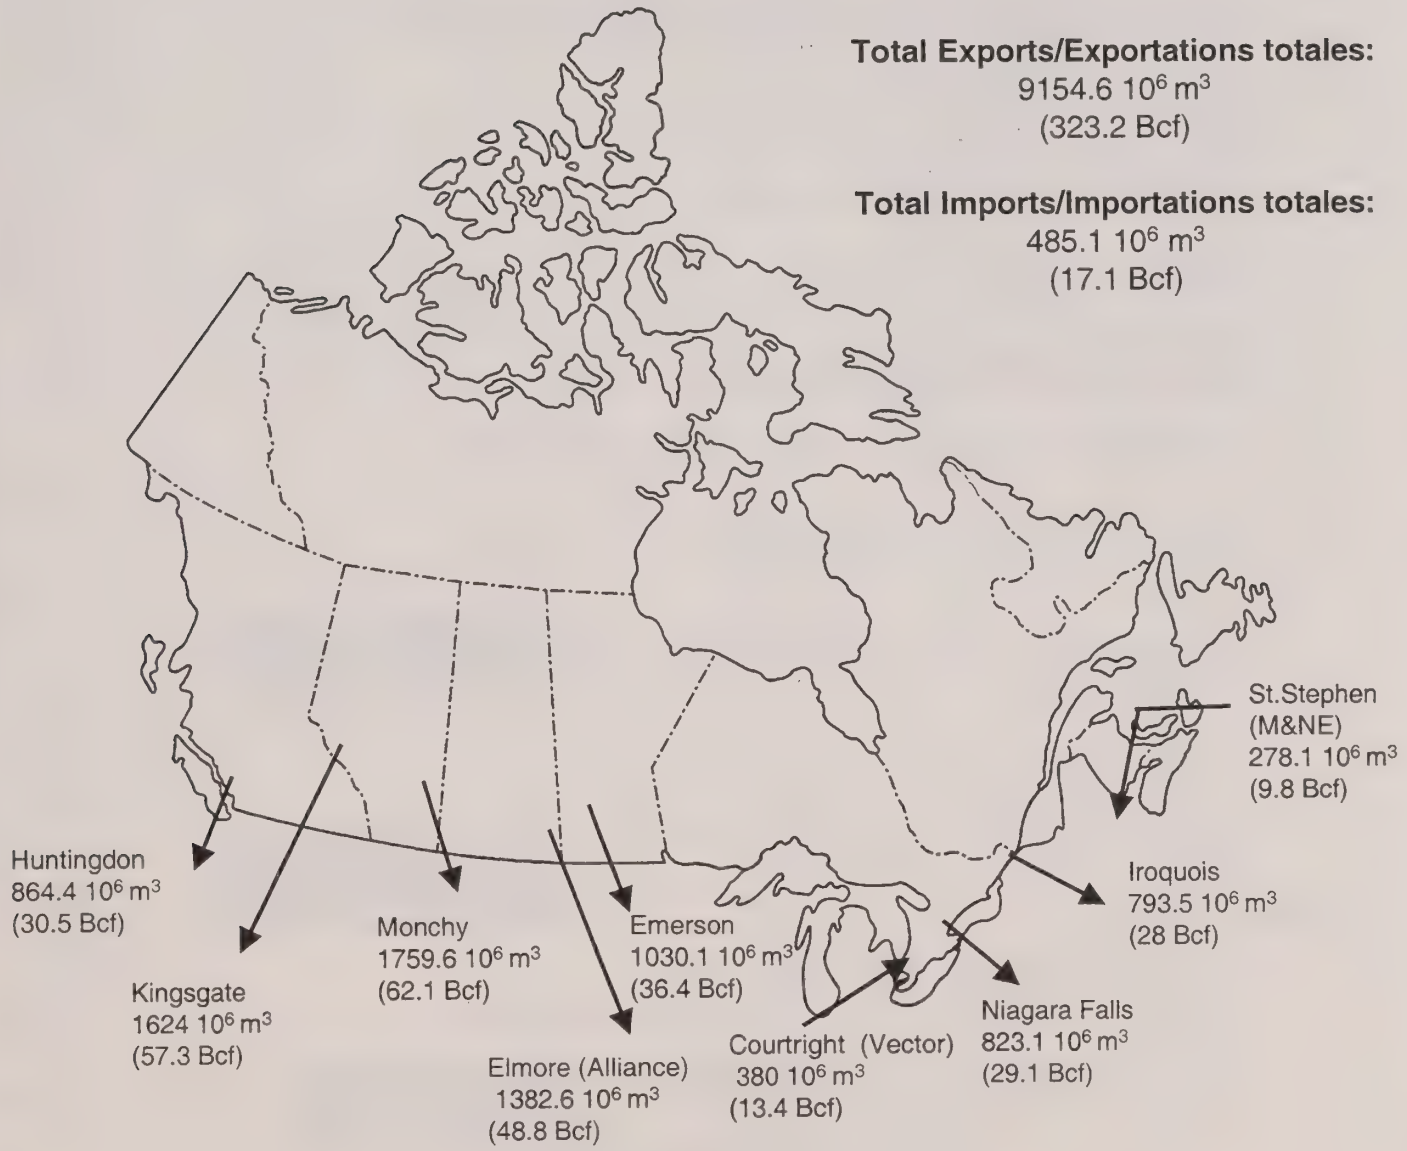 Total Exports/Exportations totales:
9154.6 10⁶ m³
(323.2 Bcf)
Total Imports/Importations totales:
485.1 10⁶ m³
(17.1 Bcf)
St.Stephen
(M&NE)
278.1 10⁶ m³
(9.8 Bcf)
Huntingdon
864.4 10⁶ m³
(30.5 Bcf)
Iroquois
793.5 10⁶ m³
(28 Bcf)
Monchy
1759.6 10⁶ m³
(62.1 Bcf)
Emerson
1030.1 10⁶ m³
(36.4 Bcf)
Kingsgate
1624 10⁶ m³
(57.3 Bcf)
Niagara Falls
823.1 10⁶ m³
(29.1 Bcf)
Courtright (Vector)
380 10⁶ m³
(13.4 Bcf)
Elmore (Alliance)
1382.6 10⁶ m³
(48.8 Bcf)